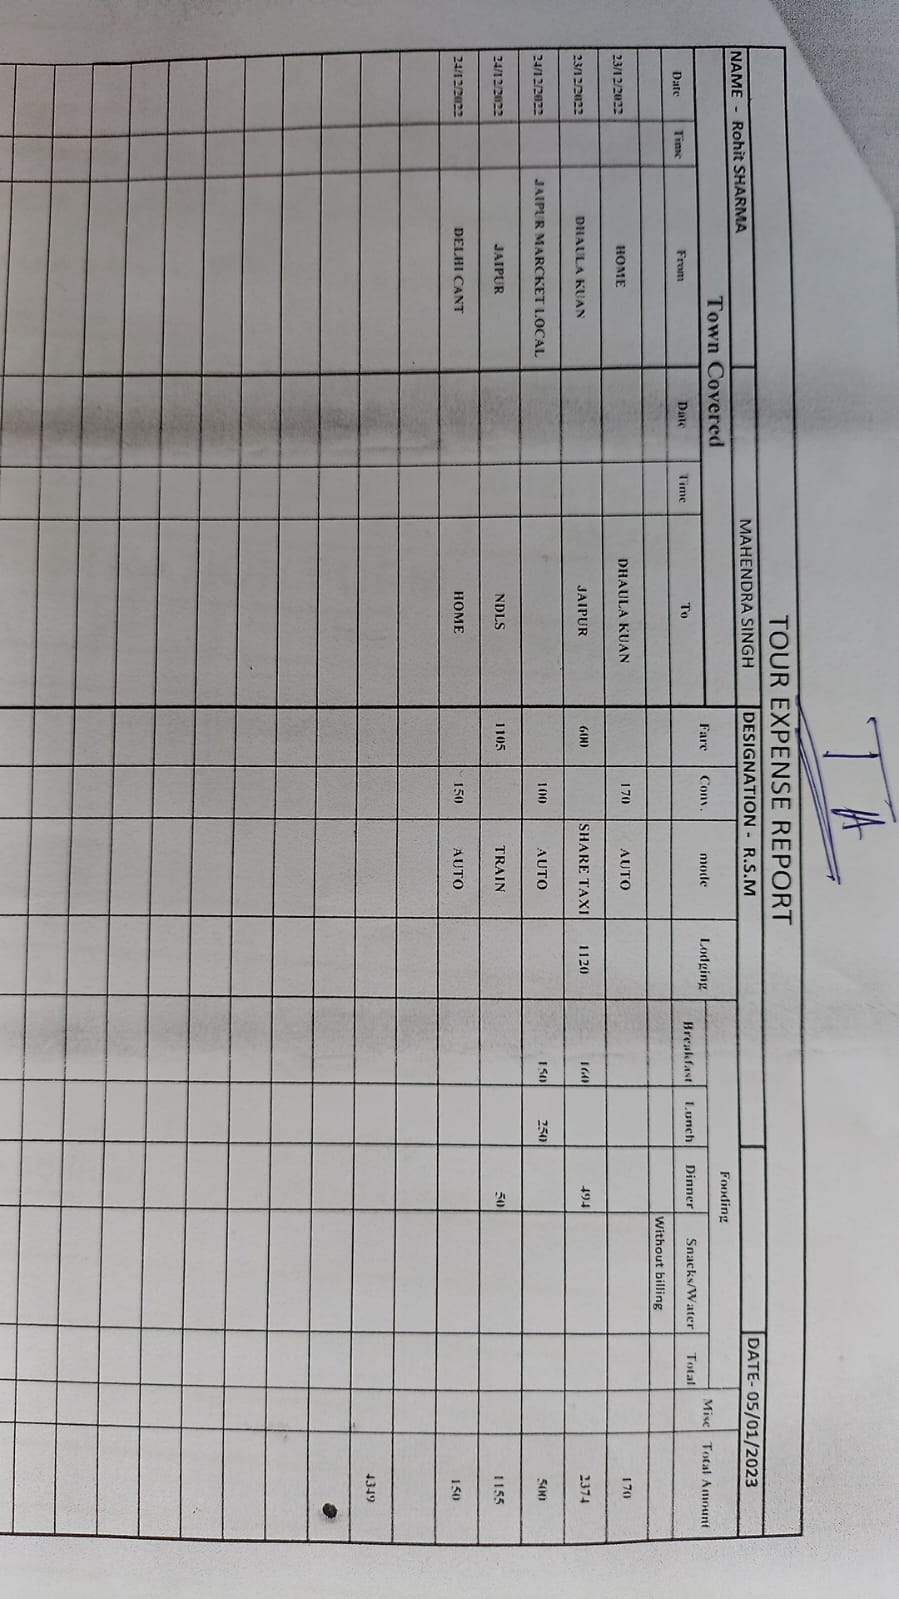 TA
TOUR EXPENSE REPORT
NAME - Rohit SHARMA MAHENDRA SINGH DESIGNATION - R.S.M DATE- 05/01/2023
Town Covered Fare Conv. mode Lodging Fooding Misc Total Amount
Date Time From Date Time To Breakfast Lunch Dinner Snacks/Water Total
Without billing
23/12/2022 HOME DHAULA KUAN 170 AUTO 170
23/12/2022 DHAULA KUAN JAIPUR 600 SHARE TAXI 1120 160 494 2374
24/12/2022 JAIPUR MARCKET LOCAL 100 AUTO 150 250 500
24/12/2022 JAIPUR NDLS 1105 TRAIN 50 1155
24/12/2022 DELHI CANT HOME 150 AUTO 150
4349